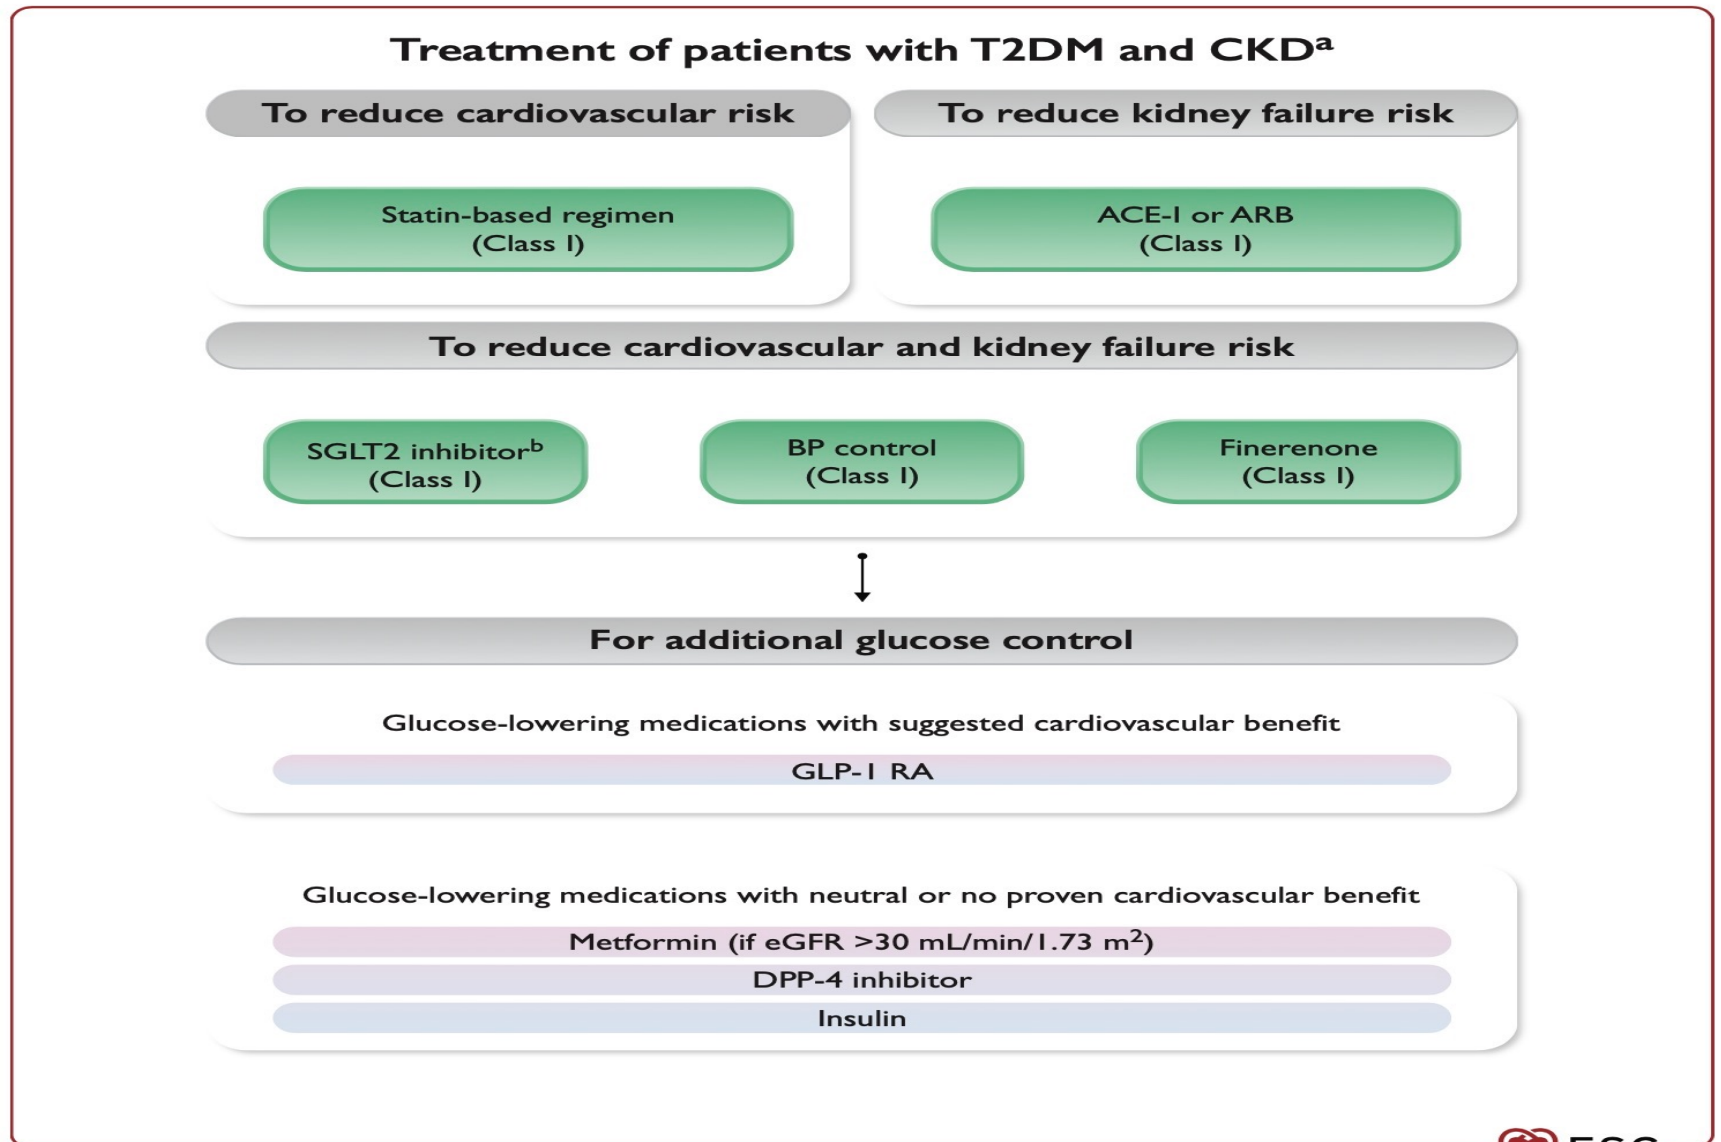 Treatment of patients with T2DM and CKDᵃ
To reduce cardiovascular risk
Statin-based regimen
(Class I)
To reduce kidney failure risk
ACE-I or ARB
(Class I)
To reduce cardiovascular and kidney failure risk
SGLT2 inhibitorᵇ
(Class I)
BP control
(Class I)
Finerenone
(Class I)
For additional glucose control
Glucose-lowering medications with suggested cardiovascular benefit
GLP-1 RA
Glucose-lowering medications with neutral or no proven cardiovascular benefit
Metformin (if eGFR >30 mL/min/1.73 m²)
DPP-4 inhibitor
Insulin
ESC